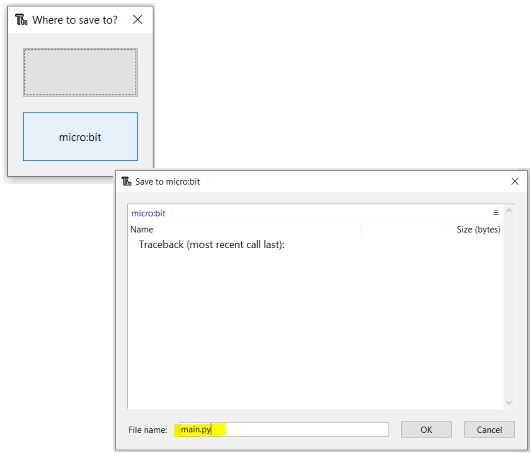 Where to save to?
micro:bit
Save to micro:bit
micro:bit
Name Size (bytes)
Traceback (most recent call last):
File name: main.py OK Cancel